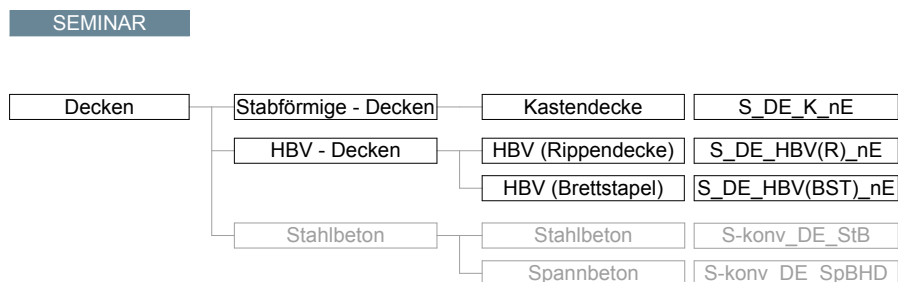 SEMINAR
Decken Stabförmige - Decken Kastendecke S_DE_K_nE
HBV - Decken HBV (Rippendecke) S_DE_HBV(R)_nE
HBV (Brettstapel) S_DE_HBV(BST)_nE
Stahlbeton Stahlbeton S-konv_DE_StB
Spannbeton S-konv_DE_SpBHD